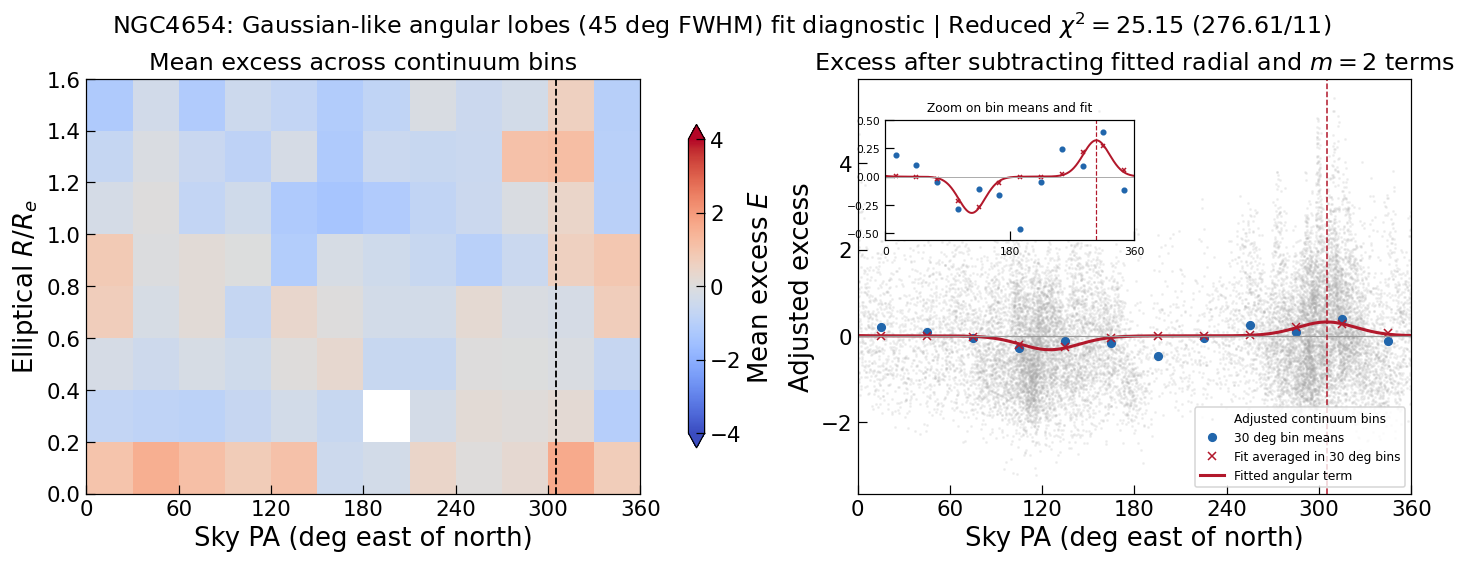 NGC4654: Gaussian-like angular lobes (45 deg FWHM) fit diagnostic | Reduced χ² = 25.15 (276.61/11)
Mean excess across continuum bins
Elliptical R/Re
1.6
1.4
1.2
1.0
0.8
0.6
0.4
0.2
0.0
0 60 120 180 240 300 360
Sky PA (deg east of north)
4
2
0
−2
−4
Mean excess E
Excess after subtracting fitted radial and m = 2 terms
Adjusted excess
4
2
0
−2
Zoom on bin means and fit
0.50
0.25
0.00
−0.25
−0.50
0 180 360
Adjusted continuum bins
30 deg bin means
Fit averaged in 30 deg bins
Fitted angular term
0 60 120 180 240 300 360
Sky PA (deg east of north)